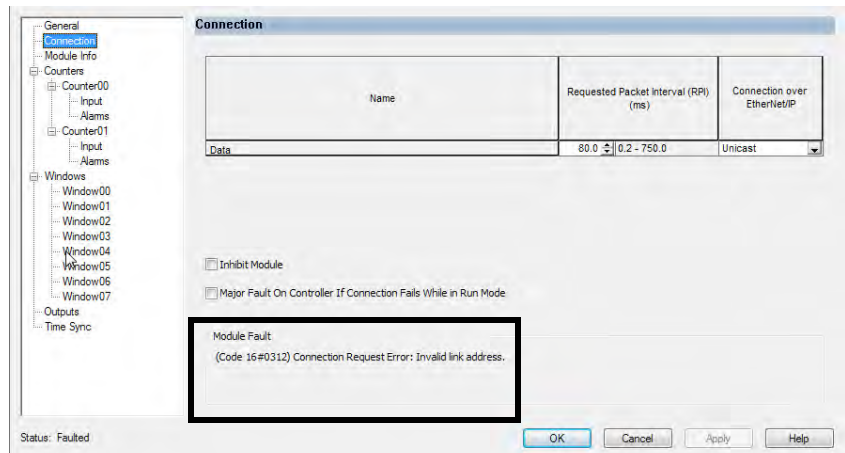 General
Connection
Module Info
Counters
Counter00
Input
Alarms
Counter01
Input
Alarms
Windows
Window00
Window01
Window02
Window03
Window04
Window05
Window06
Window07
Outputs
Time Sync
Connection
Name
Requested Packet Interval (RPI)
(ms)
Connection over
EtherNet/IP
Data
80.0
0.2 - 750.0
Unicast
Inhibit Module
Major Fault On Controller If Connection Fails While in Run Mode
Module Fault
(Code 16#0312) Connection Request Error: Invalid link address.
Status: Faulted
OK
Cancel
Apply
Help